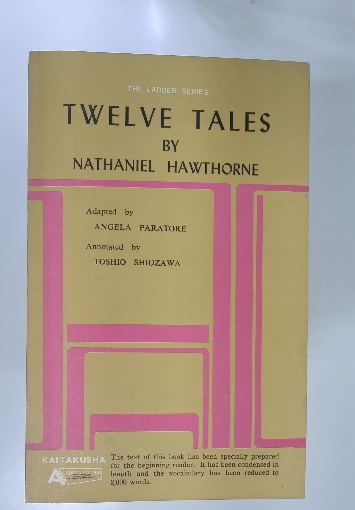 THE LADDER SERIES
TWELVE TALES
BY
NATHANIEL HAWTHORNE
Adapted by
ANGELA PARATORE
Annotated by
TOSHIO SHIOZAWA
KAITAKUSHA
The text of this book has been specially prepared
for the beginning reader. It has been condensed in
length and the vocabulary has been reduced to
2,000 words.